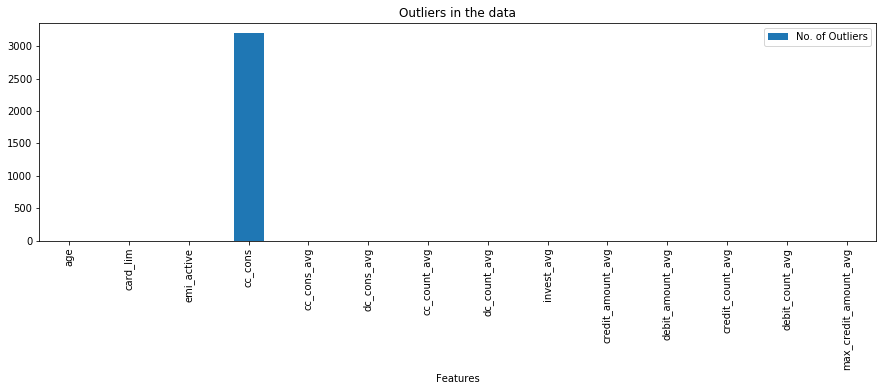 Outliers in the data
No. of Outliers
3000
2500
2000
1500
1000
500
0
age
card_lim
emi_active
cc_cons
cc_cons_avg
dc_cons_avg
cc_count_avg
dc_count_avg
invest_avg
credit_amount_avg
debit_amount_avg
credit_count_avg
debit_count_avg
max_credit_amount_avg
Features